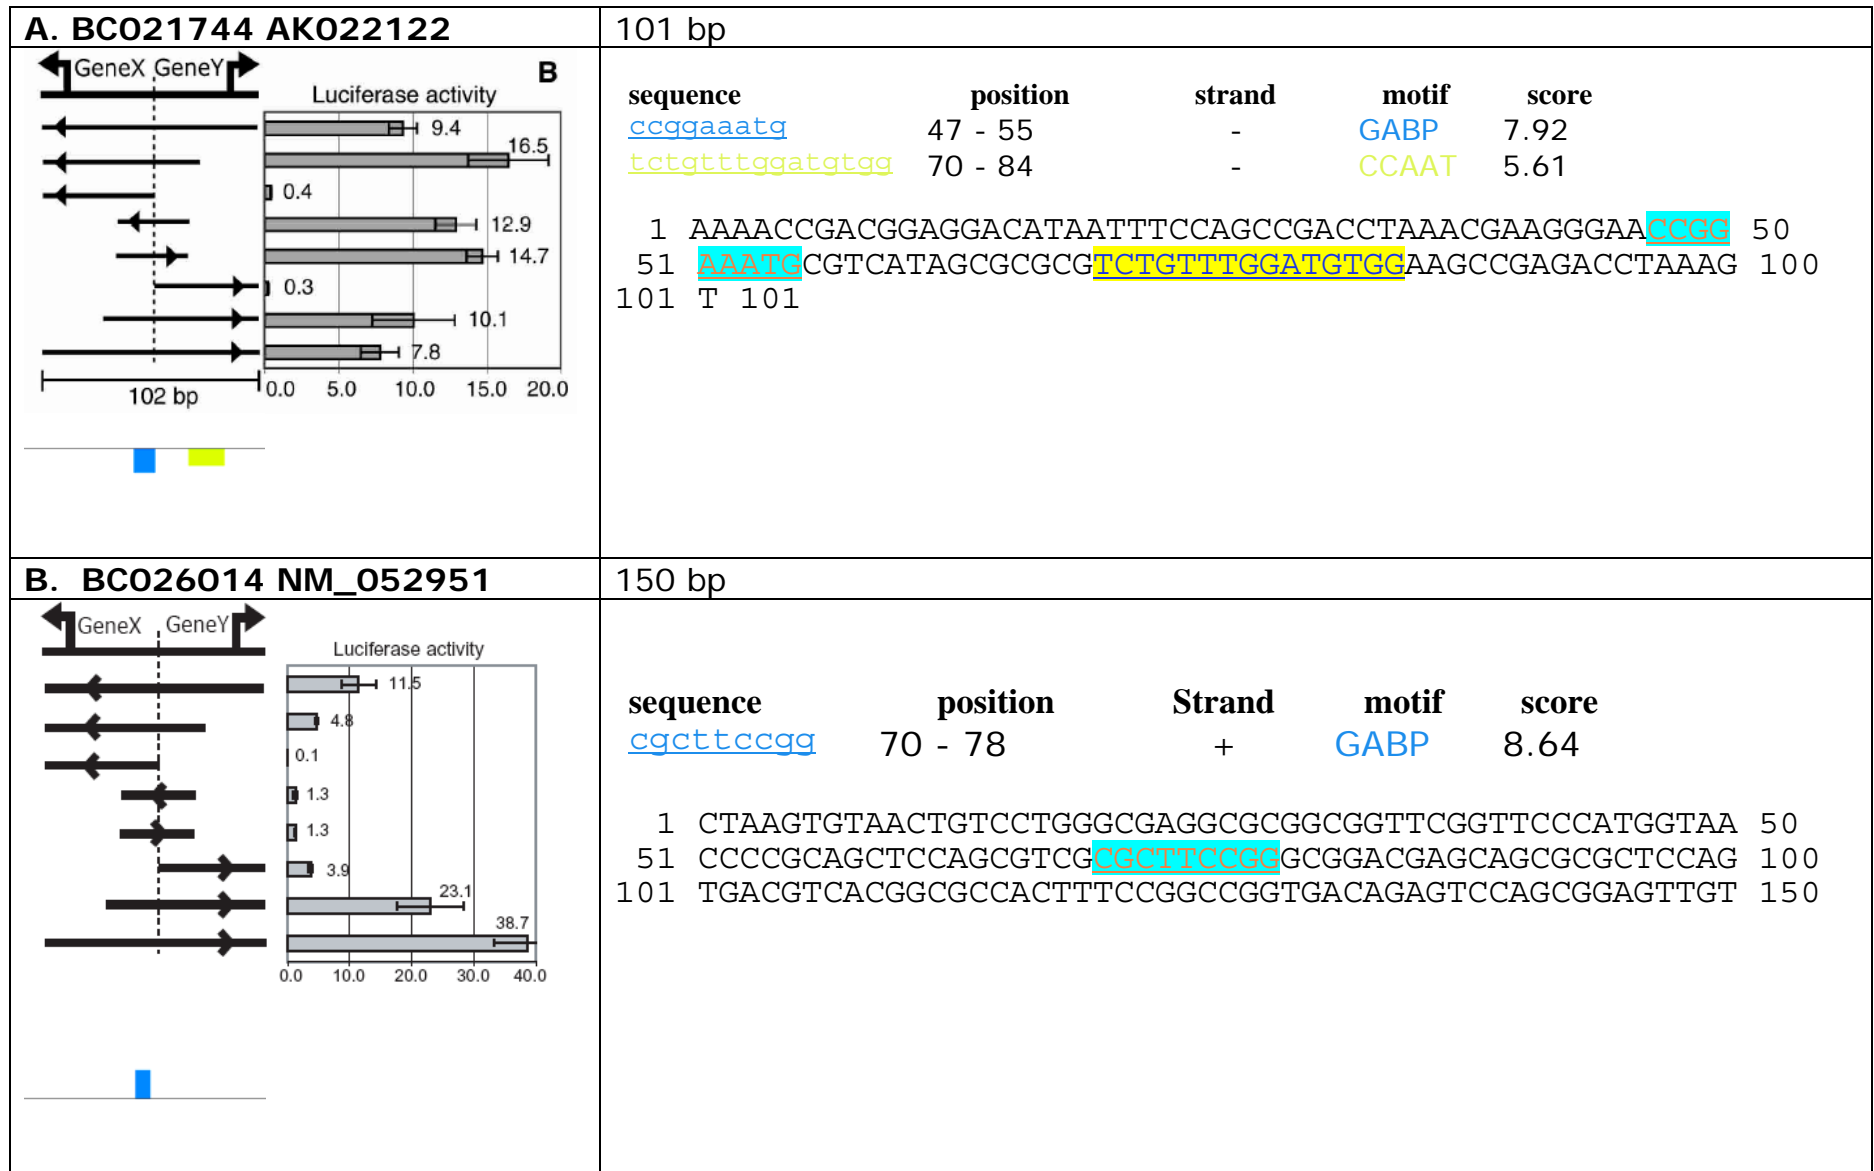 A. BC021744 AK022122
101 bp
GeneX GeneY
B
Luciferase activity
9.4
16.5
0.4
12.9
14.7
0.3
10.1
7.8
102 bp
0.0 5.0 10.0 15.0 20.0
sequence position strand motif score
ccggaaatg 47 - 55 - GABP 7.92
tctgtttggatgtgg 70 - 84 - CCAAT 5.61
1 AAAACCGACGGAGGACATAATTTCCAGCCGACCTAAACGAAGGGAACCGG 50
51 AAATGCGTCATAGCGCGCGTCTGTTTGGATGTGGAAGCCGAGACCTAAAG 100
101 T 101
B. BC026014 NM_052951
150 bp
GeneX GeneY
Luciferase activity
11.5
4.8
0.1
1.3
1.3
3.9
23.1
38.7
0.0 10.0 20.0 30.0 40.0
sequence position Strand motif score
cgcttccgg 70 - 78 + GABP 8.64
1 CTAAGTGTAACTGTCCTGGGCGAGGCGCGGCGGTTCGGTTCCCATGGTAA 50
51 CCCCGCAGCTCCAGCGTCGCGCTTCCGGGCGGACGAGCAGCGCGCTCCAG 100
101 TGACGTCACGGCGCCACTTTCCGGCCGGTGACAGAGTCCAGCGGAGTTGT 150